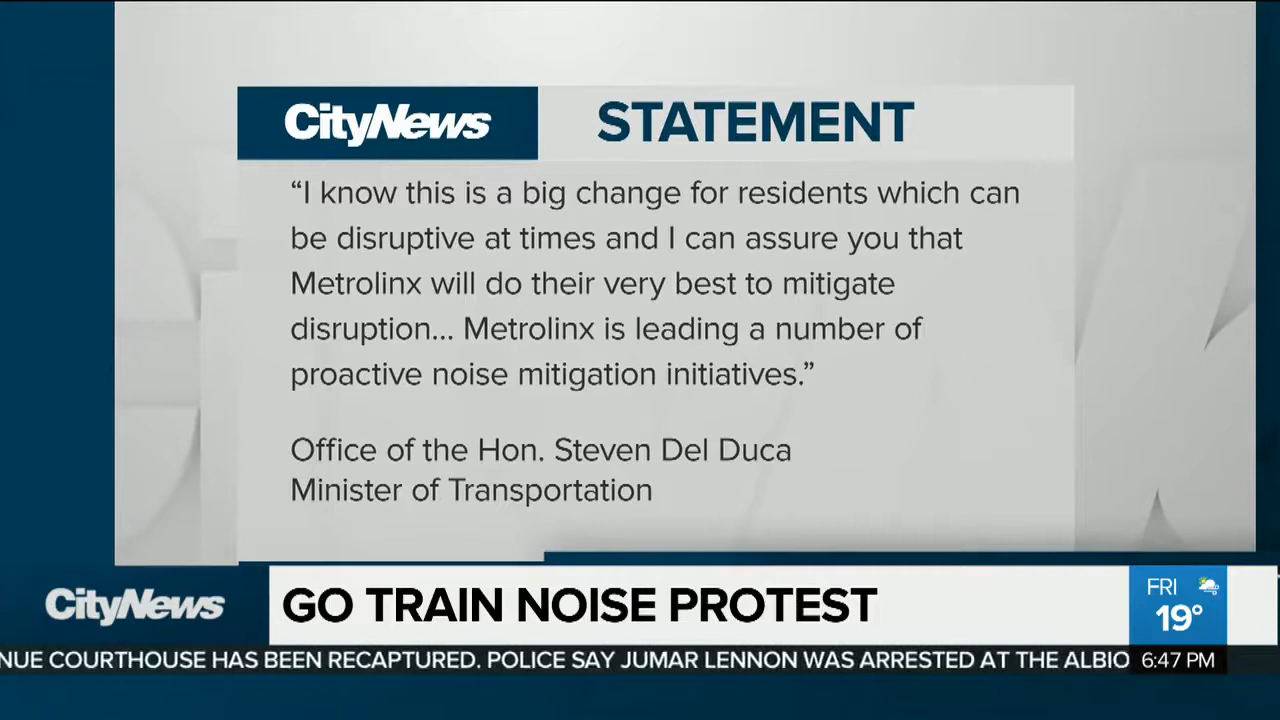 CityNews STATEMENT
“I know this is a big change for residents which can
be disruptive at times and I can assure you that
Metrolinx will do their very best to mitigate
disruption... Metrolinx is leading a number of
proactive noise mitigation initiatives.”
Office of the Hon. Steven Del Duca
Minister of Transportation
CityNews GO TRAIN NOISE PROTEST
FRI
19°
NUE COURTHOUSE HAS BEEN RECAPTURED. POLICE SAY JUMAR LENNON WAS ARRESTED AT THE ALBIO 6:47 PM